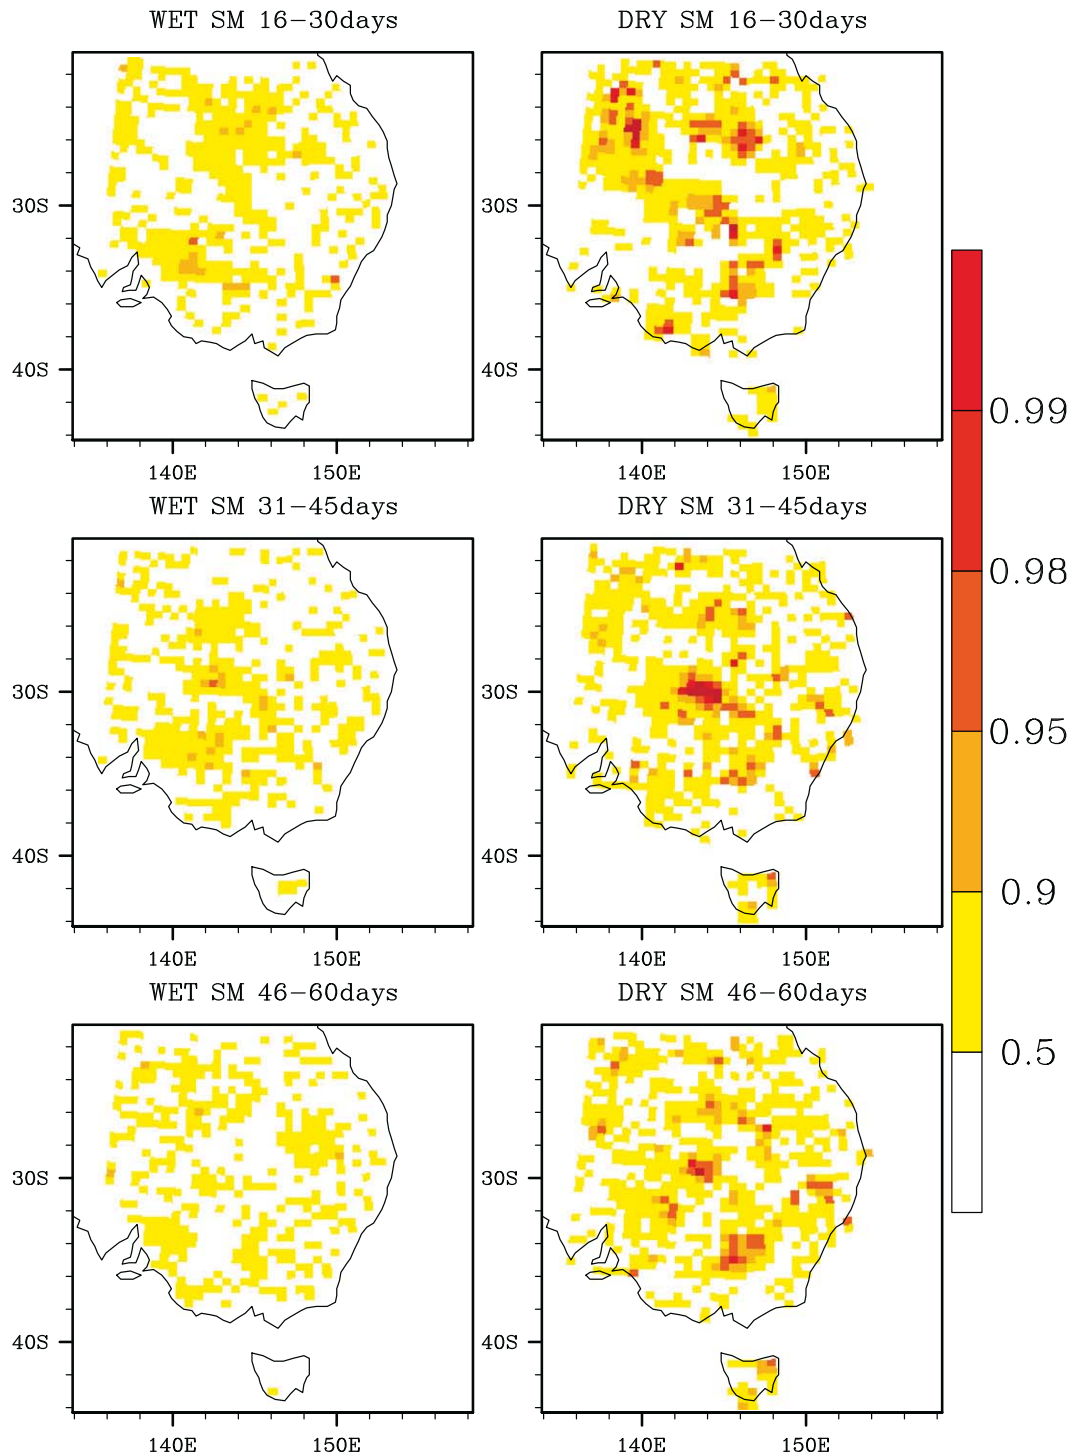 WET SM 16−30days
DRY SM 16−30days
30S
30S
40S
40S
140E 150E
140E 150E
WET SM 31−45days
DRY SM 31−45days
30S
30S
40S
40S
140E 150E
140E 150E
WET SM 46−60days
DRY SM 46−60days
30S
30S
40S
40S
140E 150E
140E 150E
0.99
0.98
0.95
0.9
0.5